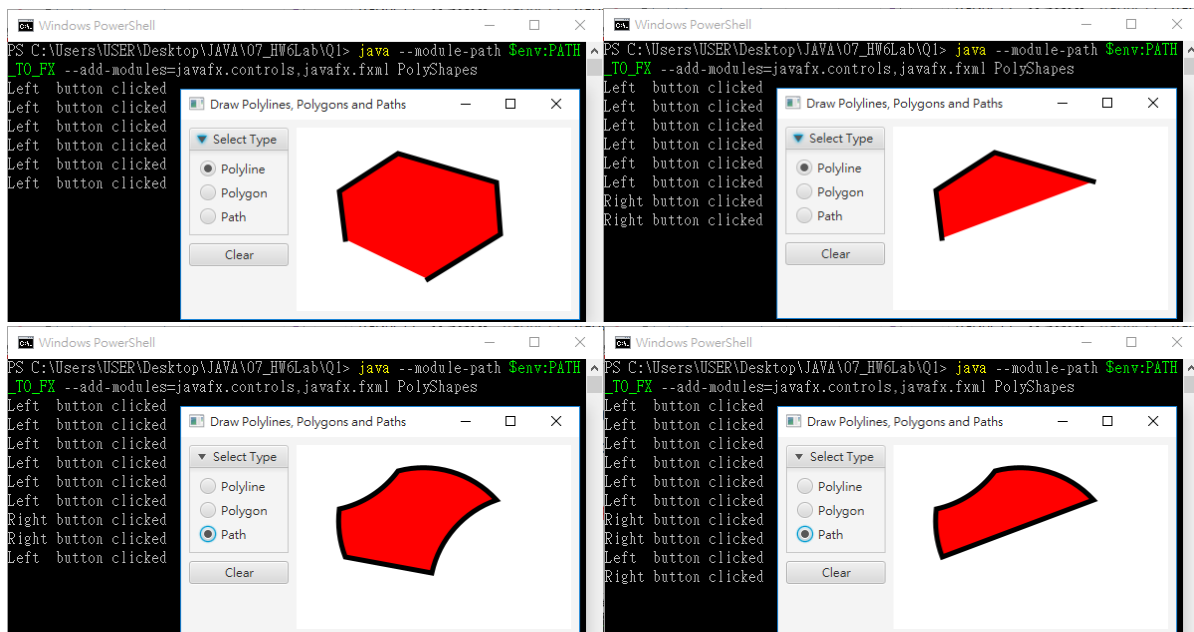 Windows PowerShell
PS C:\Users\USER\Desktop\JAVA\07_HW6Lab\Q1> java --module-path $env:PATH
_TO_FX --add-modules=javafx.controls,javafx.fxml PolyShapes
Left  button clicked
Left  button clicked
Left  button clicked
Left  button clicked
Left  button clicked
Left  button clicked
Draw Polylines, Polygons and Paths
Select Type
Polyline
Polygon
Path
Clear
Windows PowerShell
PS C:\Users\USER\Desktop\JAVA\07_HW6Lab\Q1> java --module-path $env:PATH
_TO_FX --add-modules=javafx.controls,javafx.fxml PolyShapes
Left  button clicked
Left  button clicked
Left  button clicked
Left  button clicked
Left  button clicked
Left  button clicked
Right button clicked
Right button clicked
Draw Polylines, Polygons and Paths
Select Type
Polyline
Polygon
Path
Clear
Windows PowerShell
PS C:\Users\USER\Desktop\JAVA\07_HW6Lab\Q1> java --module-path $env:PATH
_TO_FX --add-modules=javafx.controls,javafx.fxml PolyShapes
Left  button clicked
Left  button clicked
Left  button clicked
Left  button clicked
Left  button clicked
Left  button clicked
Right button clicked
Right button clicked
Left  button clicked
Draw Polylines, Polygons and Paths
Select Type
Polyline
Polygon
Path
Clear
Windows PowerShell
PS C:\Users\USER\Desktop\JAVA\07_HW6Lab\Q1> java --module-path $env:PATH
_TO_FX --add-modules=javafx.controls,javafx.fxml PolyShapes
Left  button clicked
Left  button clicked
Left  button clicked
Left  button clicked
Left  button clicked
Left  button clicked
Right button clicked
Right button clicked
Left  button clicked
Right button clicked
Draw Polylines, Polygons and Paths
Select Type
Polyline
Polygon
Path
Clear